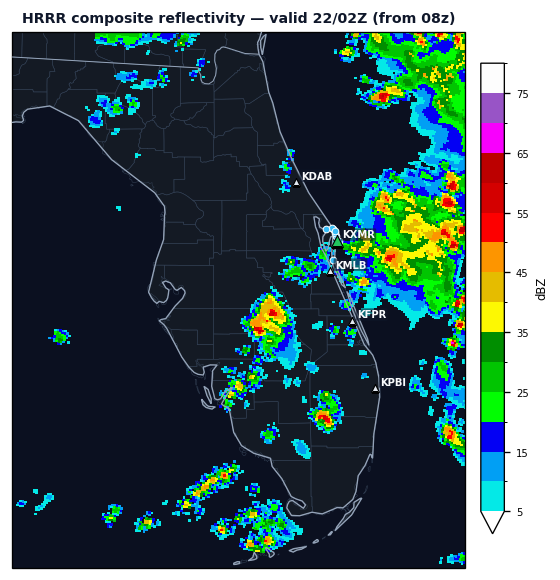 HRRR composite reflectivity — valid 22/02Z (from 08z)
KDAB
KXMR
KMLB
KFPR
KPBI
75
65
55
45
35
25
15
5
dBZ